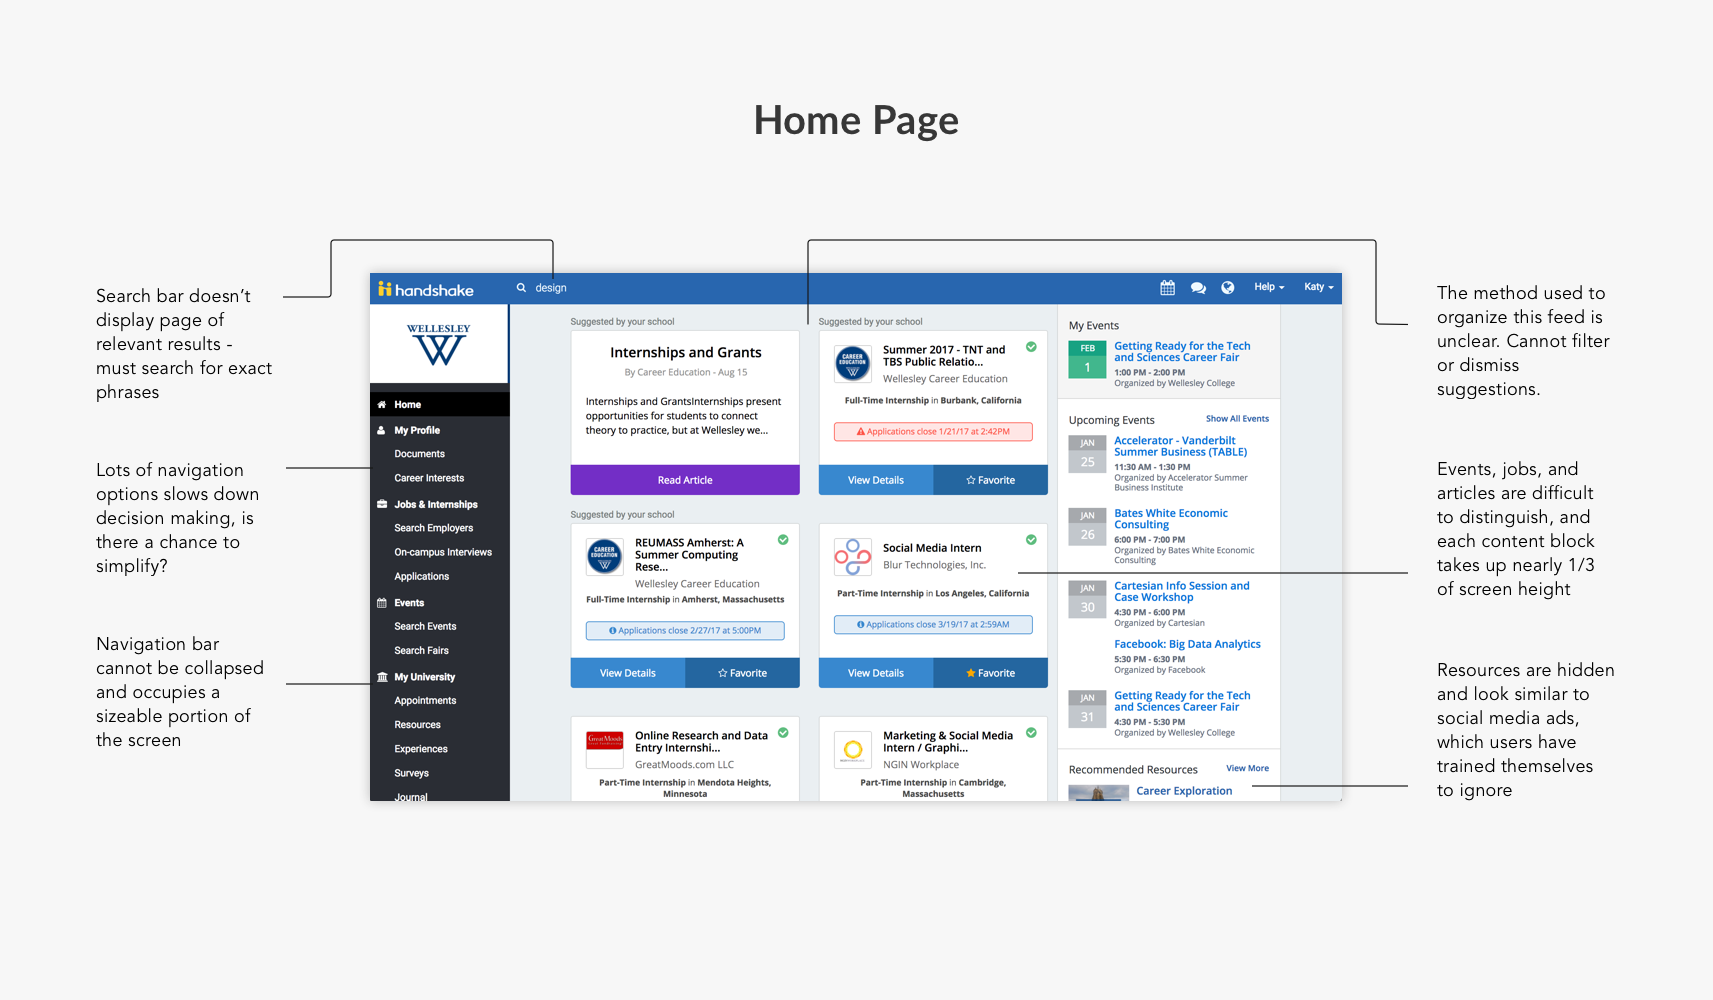 Home Page
Search bar doesn't
display page of
relevant results -
must search for exact
phrases
Lots of navigation
options slows down
decision making, is
there a chance to
simplify?
Navigation bar
cannot be collapsed
and occupies a
sizeable portion of
the screen
handshake
design
Help
Katy
WELLESLEY
W
Home
My Profile
Documents
Career Interests
Jobs & Internships
Search Employers
On-campus Interviews
Applications
Events
Search Events
Search Fairs
My University
Appointments
Resources
Experiences
Surveys
Journal
Suggested by your school
Internships and Grants
By Career Education - Aug 15
Internships and GrantsInternships present
opportunities for students to connect
theory to practice, but at Wellesley we...
Read Article
Suggested by your school
CAREER
EDUCATION
W
Summer 2017 - TNT and
TBS Public Relatio...
Wellesley Career Education
Full-Time Internship in Burbank, California
Applications close 1/21/17 at 2:42PM
View Details
Favorite
Suggested by your school
CAREER
EDUCATION
W
REUMASS Amherst: A
Summer Computing
Rese...
Wellesley Career Education
Full-Time Internship in Amherst, Massachusetts
Applications close 2/27/17 at 5:00PM
View Details
Favorite
Social Media Intern
Blur Technologies, Inc.
Part-Time Internship in Los Angeles, California
Applications close 3/19/17 at 2:59AM
View Details
Favorite
GreatMoods
Online Research and Data
Entry Internshi...
GreatMoods.com LLC
Part-Time Internship in Mendota Heights,
Minnesota
Marketing & Social Media
Intern / Graphi...
NGIN Workplace
Part-Time Internship in Cambridge,
Massachusetts
My Events
FEB
1
Getting Ready for the Tech
and Sciences Career Fair
1:00 PM - 2:00 PM
Organized by Wellesley College
Upcoming Events
Show All Events
JAN
25
Accelerator - Vanderbilt
Summer Business (TABLE)
11:30 AM - 1:30 PM
Organized by Accelerator Summer
Business Institute
JAN
26
Bates White Economic
Consulting
6:00 PM - 7:00 PM
Organized by Bates White Economic
Consulting
JAN
30
Cartesian Info Session and
Case Workshop
4:30 PM - 6:00 PM
Organized by Cartesian
Facebook: Big Data Analytics
5:30 PM - 6:30 PM
Organized by Facebook
JAN
31
Getting Ready for the Tech
and Sciences Career Fair
4:30 PM - 5:30 PM
Organized by Wellesley College
Recommended Resources
View More
Career Exploration
The method used to
organize this feed is
unclear. Cannot filter
or dismiss
suggestions.
Events, jobs, and
articles are difficult
to distinguish, and
each content block
takes up nearly 1/3
of screen height
Resources are hidden
and look similar to
social media ads,
which users have
trained themselves
to ignore